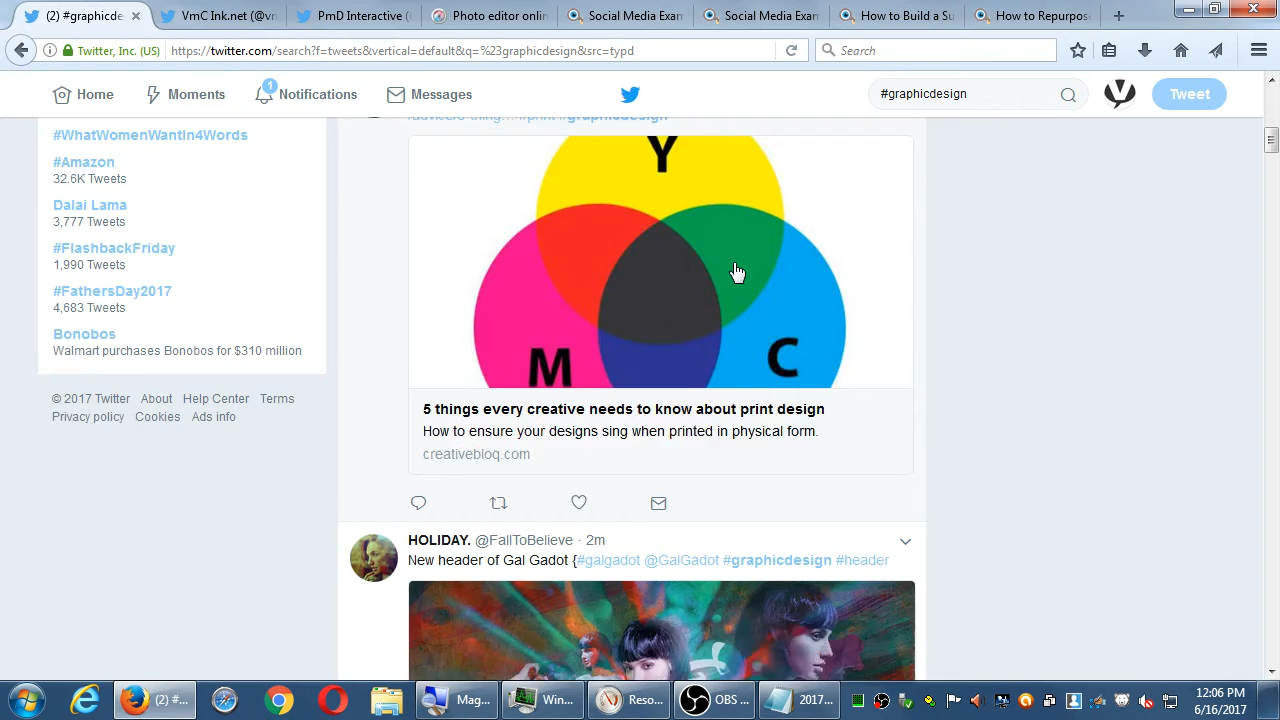 (2) #graphicde
VmC Ink.net (@vm
PmD Interactive (
Photo editor onlin
Social Media Exam
Social Media Exam
How to Build a Su
How to Repurpose
Twitter, Inc. (US)
https://twitter.com/search?f=tweets&vertical=default&q=%23graphicdesign&src=typd
Search
Home
Moments
1
Notifications
Messages
#graphicdesign
Tweet
#WhatWomenWantIn4Words
#Amazon
32.6K Tweets
Dalai Lama
3,777 Tweets
#FlashbackFriday
1,990 Tweets
#FathersDay2017
4,683 Tweets
Bonobos
Walmart purchases Bonobos for $310 million
© 2017 Twitter About Help Center Terms
Privacy policy Cookies Ads info
#print #graphicdesign
Y
M
C
5 things every creative needs to know about print design
How to ensure your designs sing when printed in physical form.
creativebloq.com
HOLIDAY. @FallToBelieve · 2m
New header of Gal Gadot {#galgadot @GalGadot #graphicdesign #header
(2) #...
Mag...
Win...
Reso...
OBS ...
2017...
12:06 PM
6/16/2017